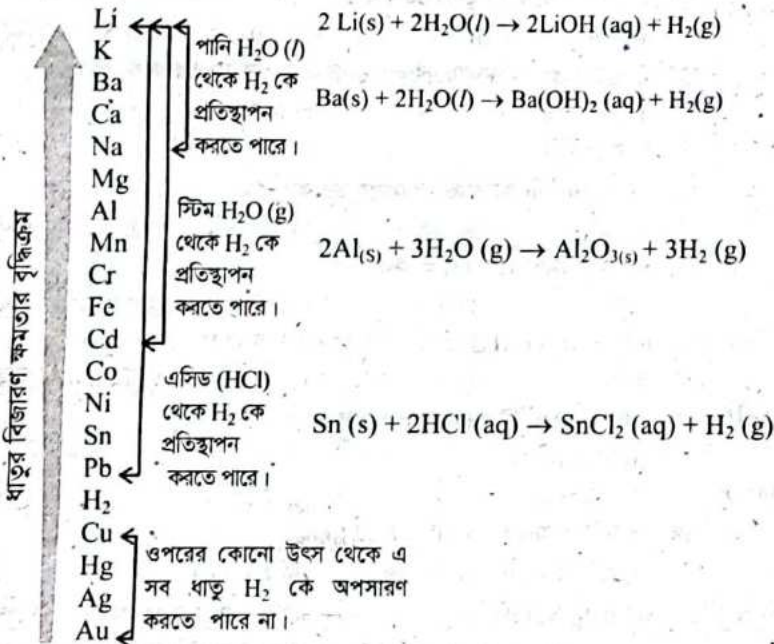 Li
2 Li(s) + 2H₂O(l) → 2LiOH (aq) + H₂(g)
K
পানি H₂O (l)
Ba
থেকে H₂ কে
Ba(s) + 2H₂O(l) → Ba(OH)₂ (aq) + H₂(g)
Ca
প্রতিস্থাপন
Na
করতে পারে।
Mg
Al
স্টিম H₂O (g)
Mn
থেকে H₂ কে
2Al(S) + 3H₂O (g) → Al₂O₃(s) + 3H₂ (g)
Cr
প্রতিস্থাপন
Fe
করতে পারে।
Cd
Co
এসিড (HCl)
Ni
থেকে H₂ কে
Sn (s) + 2HCl (aq) → SnCl₂ (aq) + H₂ (g)
Sn
প্রতিস্থাপন
Pb
করতে পারে।
H₂
Cu
ওপরের কোনো উৎস থেকে এ
Hg
সব ধাতু H₂ কে অপসারণ
Ag
করতে পারে না।
Au
ধাতুর বিজারণ ক্ষমতার বৃদ্ধিক্রম